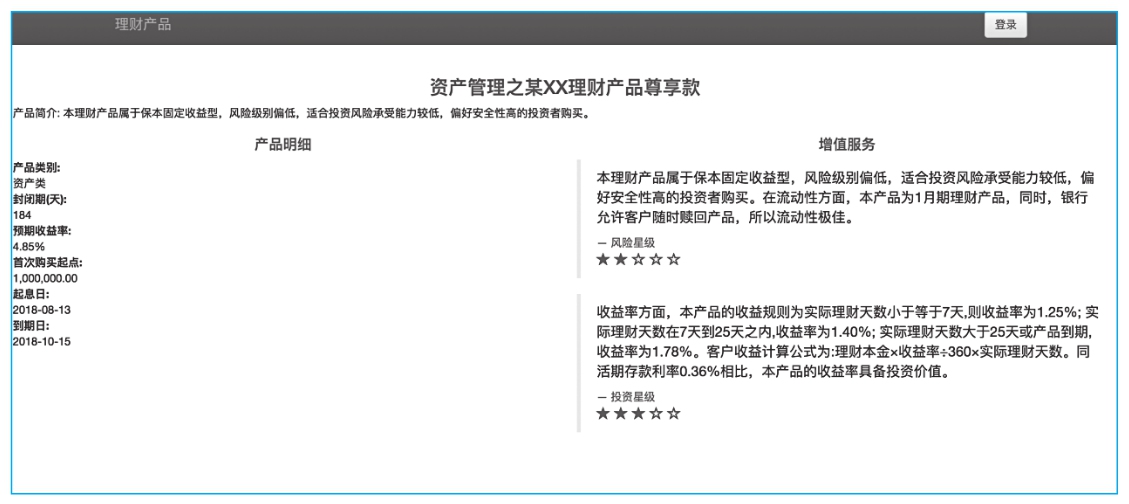 理财产品
登录
资产管理之某XX理财产品尊享款
产品简介: 本理财产品属于保本固定收益型，风险级别偏低，适合投资风险承受能力较低，偏好安全性高的投资者购买。
产品明细
产品类别:
资产类
封闭期(天):
184
预期收益率:
4.85%
首次购买起点:
1,000,000.00
起息日:
2018-08-13
到期日:
2018-10-15
增值服务
本理财产品属于保本固定收益型，风险级别偏低，适合投资风险承受能力较低，偏
好安全性高的投资者购买。在流动性方面，本产品为1月期理财产品，同时，银行
允许客户随时赎回产品，所以流动性极佳。
— 风险星级
★★☆☆☆
收益率方面，本产品的收益规则为实际理财天数小于等于7天,则收益率为1.25%; 实
际理财天数在7天到25天之内,收益率为1.40%; 实际理财天数大于25天或产品到期,
收益率为1.78%。客户收益计算公式为:理财本金×收益率÷360×实际理财天数。同
活期存款利率0.36%相比，本产品的收益率具备投资价值。
— 投资星级
★★★☆☆